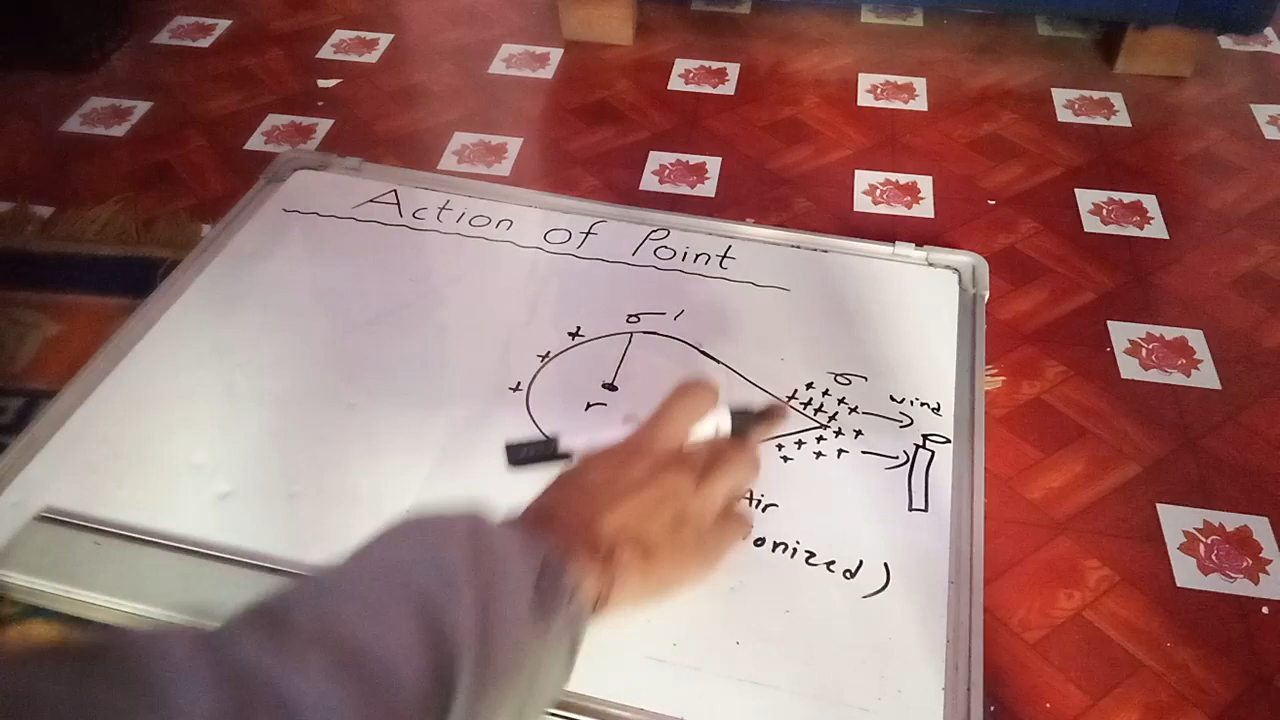 Action of Point
σ'
σ
wind
r
Air
onized)